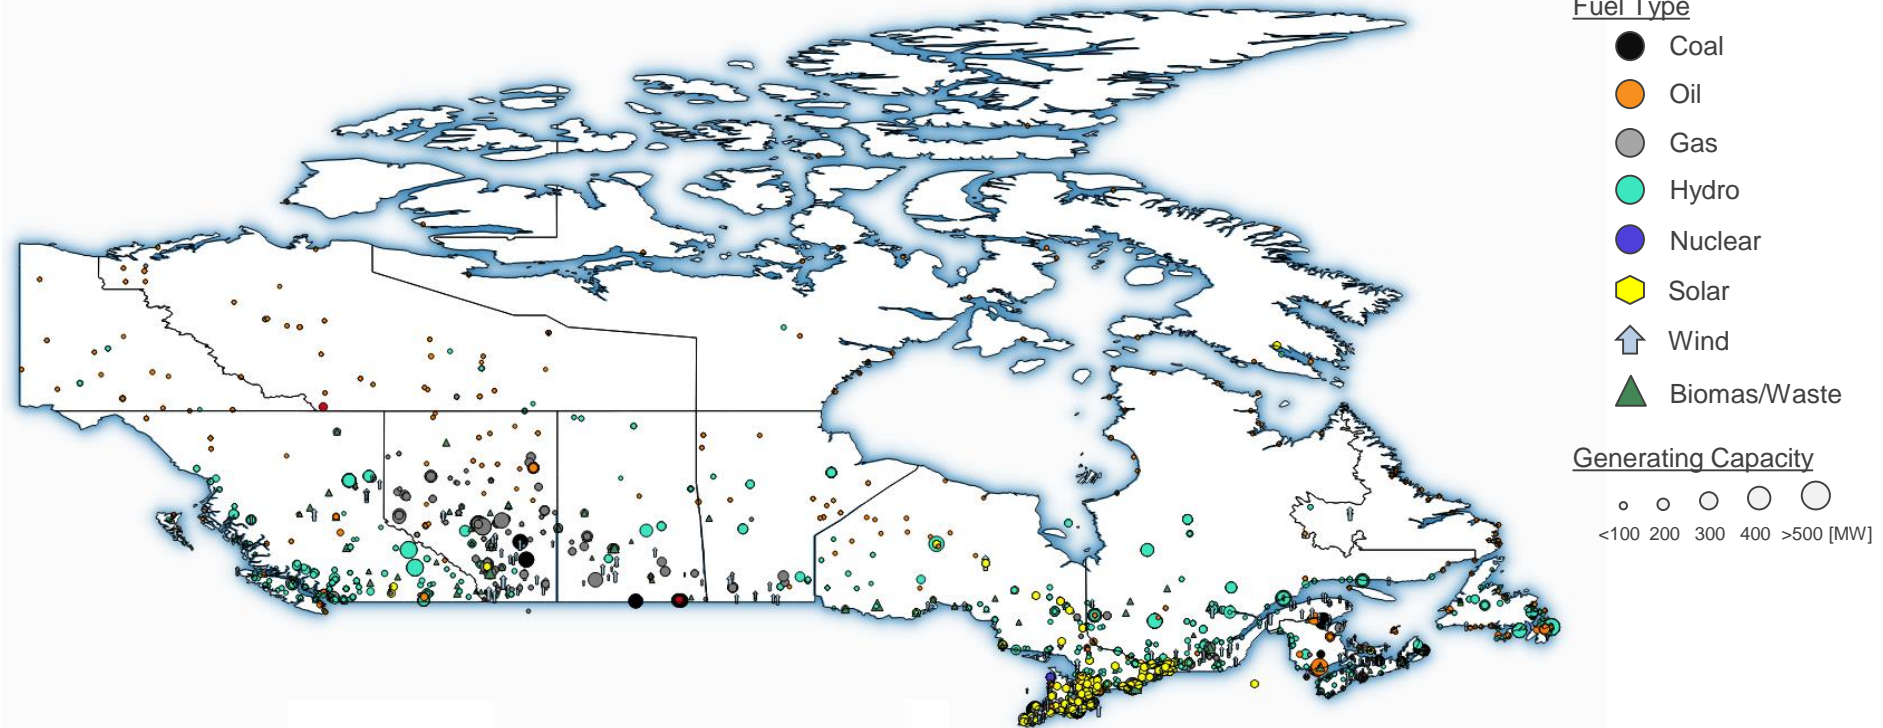 Fuel Type
Coal
Oil
Gas
Hydro
Nuclear
Solar
Wind
Biomas/Waste
Generating Capacity
<100 200 300 400 >500 [MW]